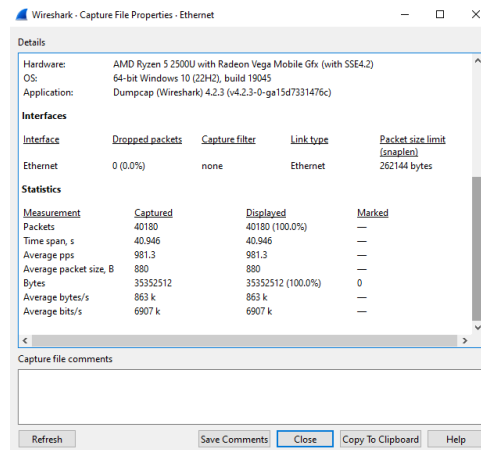 Wireshark - Capture File Properties - Ethernet
Details
Hardware: AMD Ryzen 5 2500U with Radeon Vega Mobile Gfx (with SSE4.2)
OS: 64-bit Windows 10 (22H2), build 19045
Application: Dumpcap (Wireshark) 4.2.3 (v4.2.3-0-ga15d7331476c)
Interfaces
Interface Dropped packets Capture filter Link type Packet size limit
(snaplen)
Ethernet 0 (0.0%) none Ethernet 262144 bytes
Statistics
Measurement Captured Displayed Marked
Packets 40180 40180 (100.0%) —
Time span, s 40.946 40.946 —
Average pps 981.3 981.3 —
Average packet size, B 880 880 —
Bytes 35352512 35352512 (100.0%) 0
Average bytes/s 863 k 863 k —
Average bits/s 6907 k 6907 k —
Capture file comments
Refresh Save Comments Close Copy To Clipboard Help